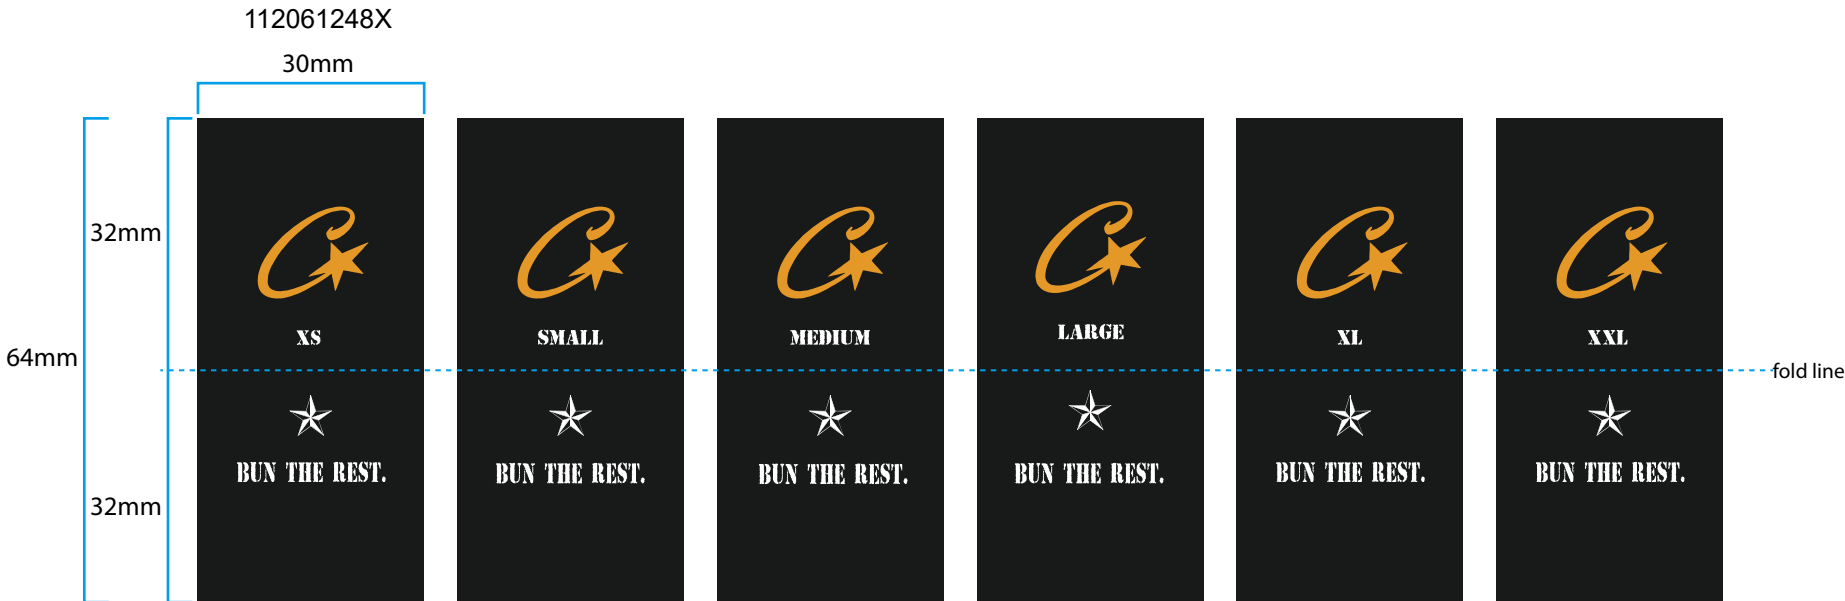 112061248X
30mm
32mm
64mm
32mm
XS
SMALL
MEDIUM
LARGE
XL
XXL
fold line
BUN THE REST.
BUN THE REST.
BUN THE REST.
BUN THE REST.
BUN THE REST.
BUN THE REST.